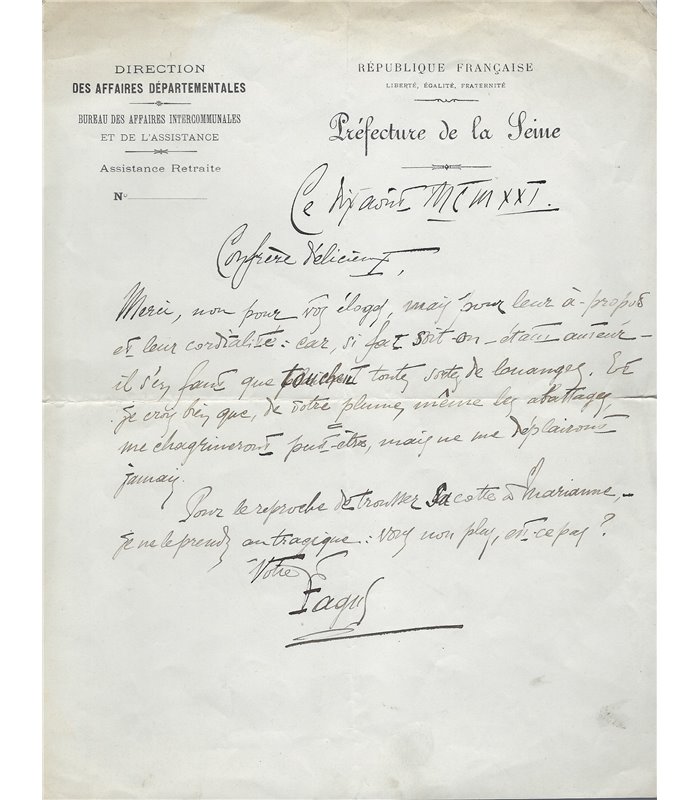 DIRECTION
DES AFFAIRES DÉPARTEMENTALES
BUREAU DES AFFAIRES INTERCOMMUNALES
ET DE L'ASSISTANCE
Assistance Retraite
N°
RÉPUBLIQUE FRANÇAISE
LIBERTÉ, ÉGALITÉ, FRATERNITÉ
Préfecture de la Seine
Ce dix août MCMXXI.
Confrère délicieux,
Merci, non pour vos éloges, mais pour leur à-propos
et leur cordialité : car, si fat soit-on - étant auteur -
il s'en faut que touchent toutes sortes de louanges. Et
je crois bien que, de votre plume, même les abattages,
me chagrineront peut-être, mais ne me déplairont
jamais.
Pour le reproche de trousser sa cotte à Marianne, -
je ne le prends au tragique : vous non plus, est-ce pas ?
Votre
Fagus